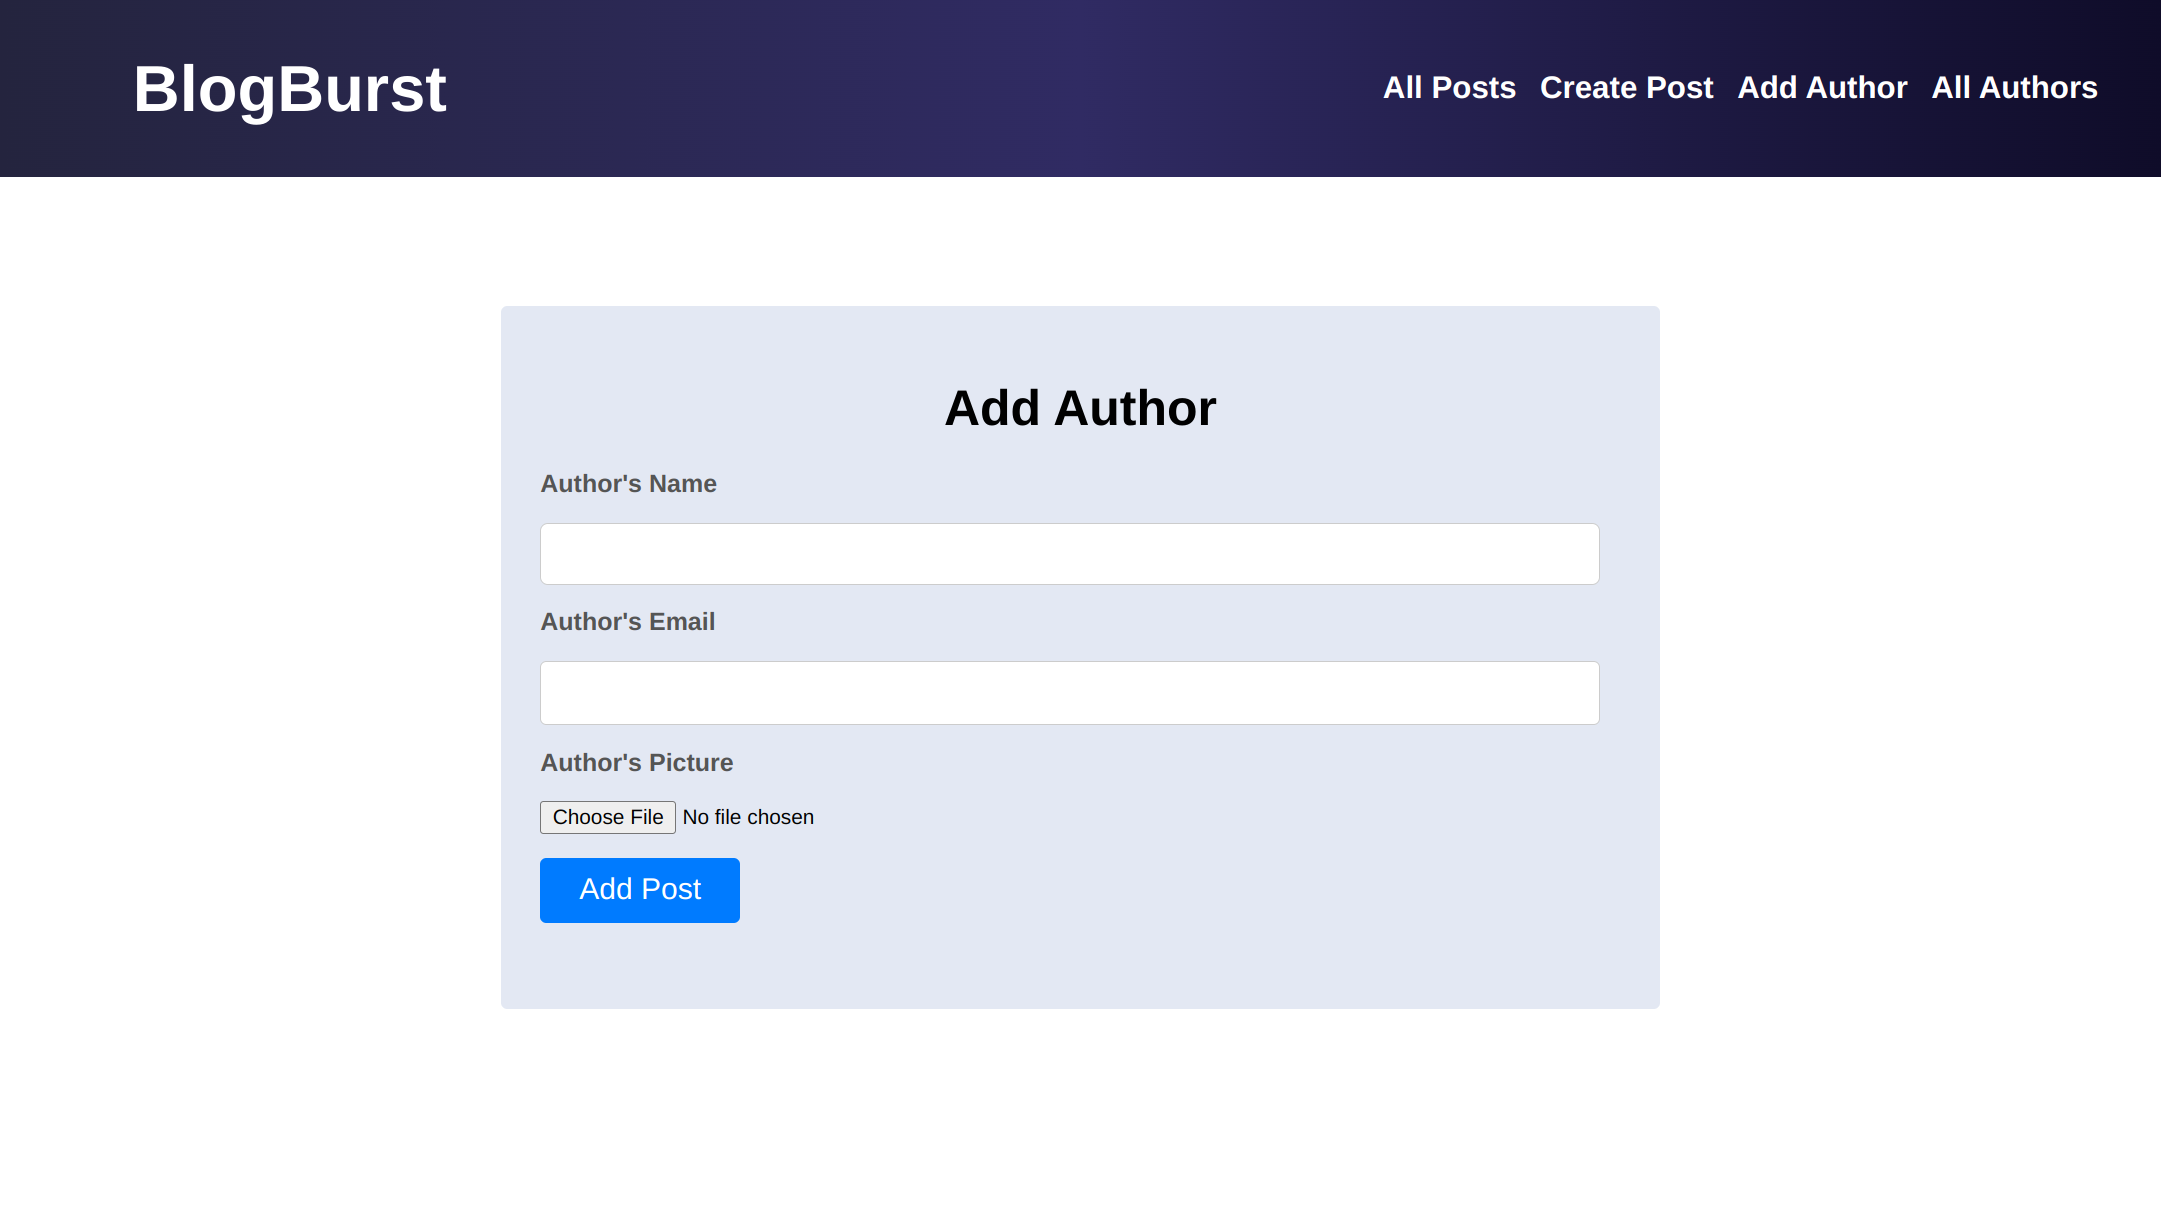 BlogBurst
All Posts Create Post Add Author All Authors
Add Author
Author's Name
Author's Email
Author's Picture
Choose File No file chosen
Add Post